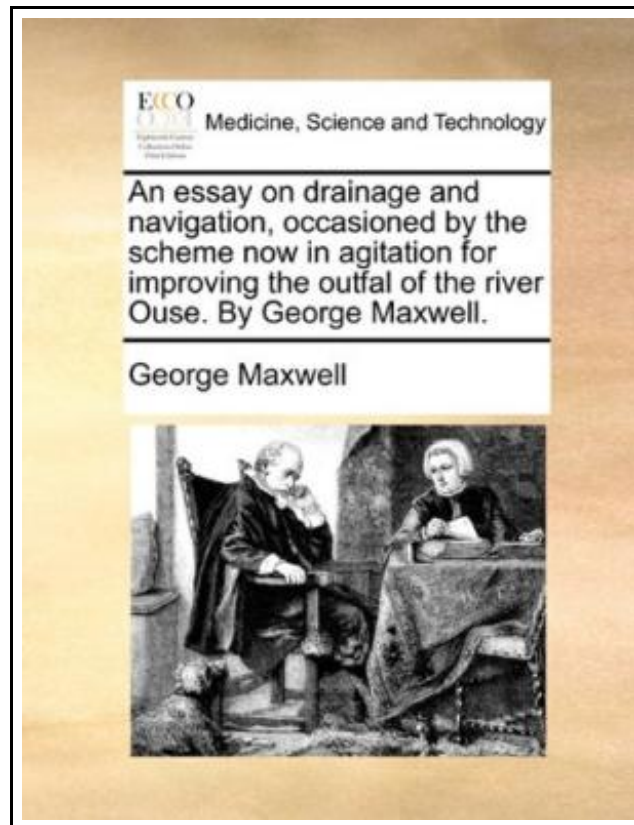 ECCO
Medicine, Science and Technology
An essay on drainage and
navigation, occasioned by the
scheme now in agitation for
improving the outfal of the river
Ouse. By George Maxwell.
George Maxwell